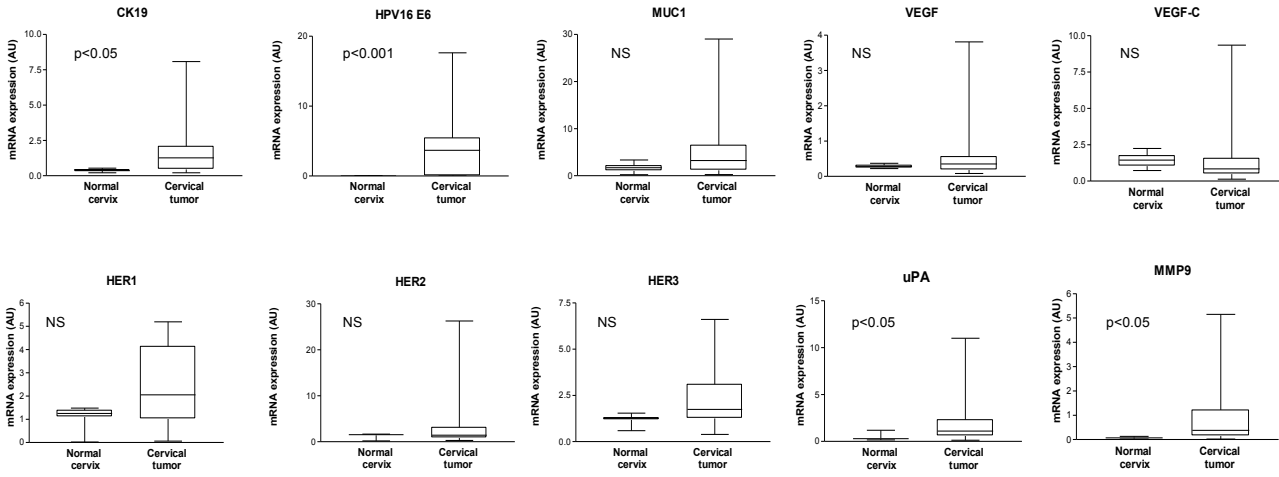 CK19
mRNA expression (AU)
10.0
7.5
5.0
2.5
0.0
p<0.05
Normal
cervix
Cervical
tumor
HPV16 E6
mRNA expression (AU)
20
10
0
p<0.001
Normal
cervix
Cervical
tumor
MUC1
mRNA expression (AU)
30
20
10
0
NS
Normal
cervix
Cervical
tumor
VEGF
mRNA expression (AU)
4
3
2
1
0
NS
Normal
cervix
Cervical
tumor
VEGF-C
mRNA expression (AU)
10.0
7.5
5.0
2.5
0.0
NS
Normal
cervix
Cervical
tumor
HER1
mRNA expression (AU)
6
5
4
3
2
1
0
NS
Normal
cervix
Cervical
tumor
HER2
mRNA expression (AU)
30
20
10
0
NS
Normal
cervix
Cervical
tumor
HER3
mRNA expression (AU)
7.5
5.0
2.5
0.0
NS
Normal
cervix
Cervical
tumor
uPA
mRNA expression (AU)
15
10
5
0
p<0.05
Normal
cervix
Cervical
tumor
MMP9
mRNA expression (AU)
6
5
4
3
2
1
0
p<0.05
Normal
cervix
Cervical
tumor